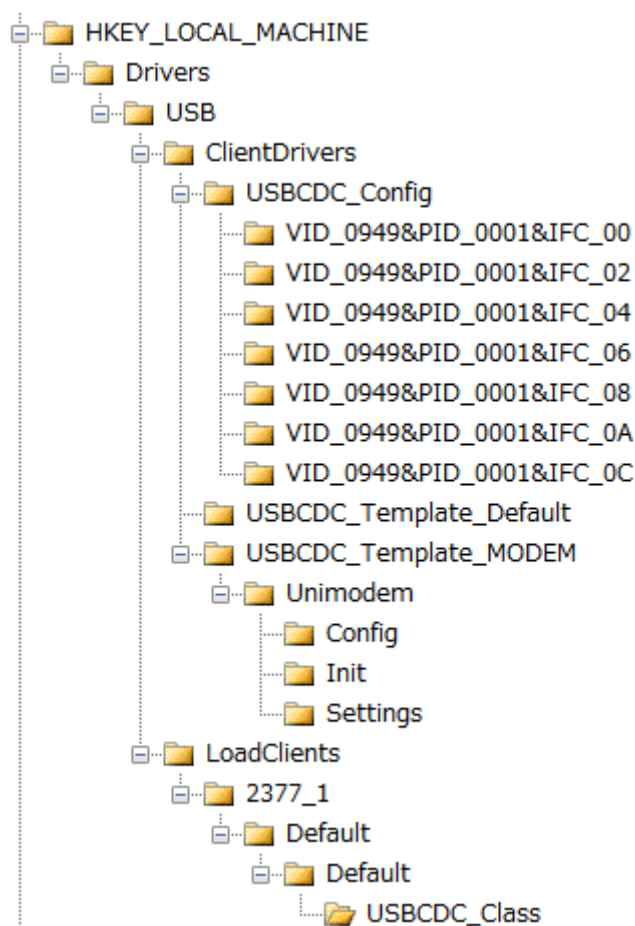 HKEY_LOCAL_MACHINE
Drivers
USB
ClientDrivers
USBCDC_Config
VID_0949&PID_0001&IFC_00
VID_0949&PID_0001&IFC_02
VID_0949&PID_0001&IFC_04
VID_0949&PID_0001&IFC_06
VID_0949&PID_0001&IFC_08
VID_0949&PID_0001&IFC_0A
VID_0949&PID_0001&IFC_0C
USBCDC_Template_Default
USBCDC_Template_MODEM
Unimodem
Config
Init
Settings
LoadClients
2377_1
Default
Default
USBCDC_Class